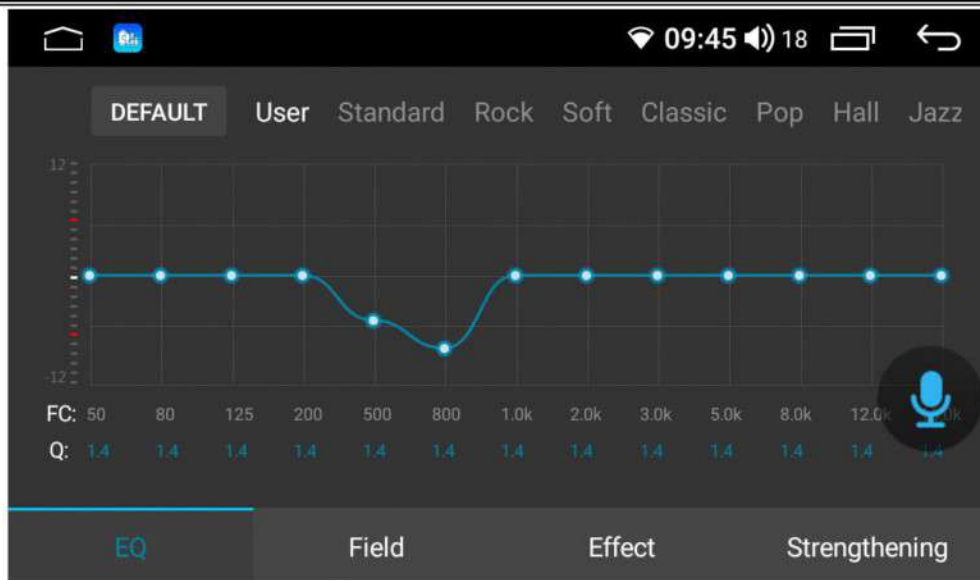 09:45 18
DEFAULT User Standard Rock Soft Classic Pop Hall Jazz
12
-12
FC: 50 80 125 200 500 800 1.0k 2.0k 3.0k 5.0k 8.0k 12.0k
Q: 1.4 1.4 1.4 1.4 1.4 1.4 1.4 1.4 1.4 1.4 1.4 1.4 1.4
EQ Field Effect Strengthening